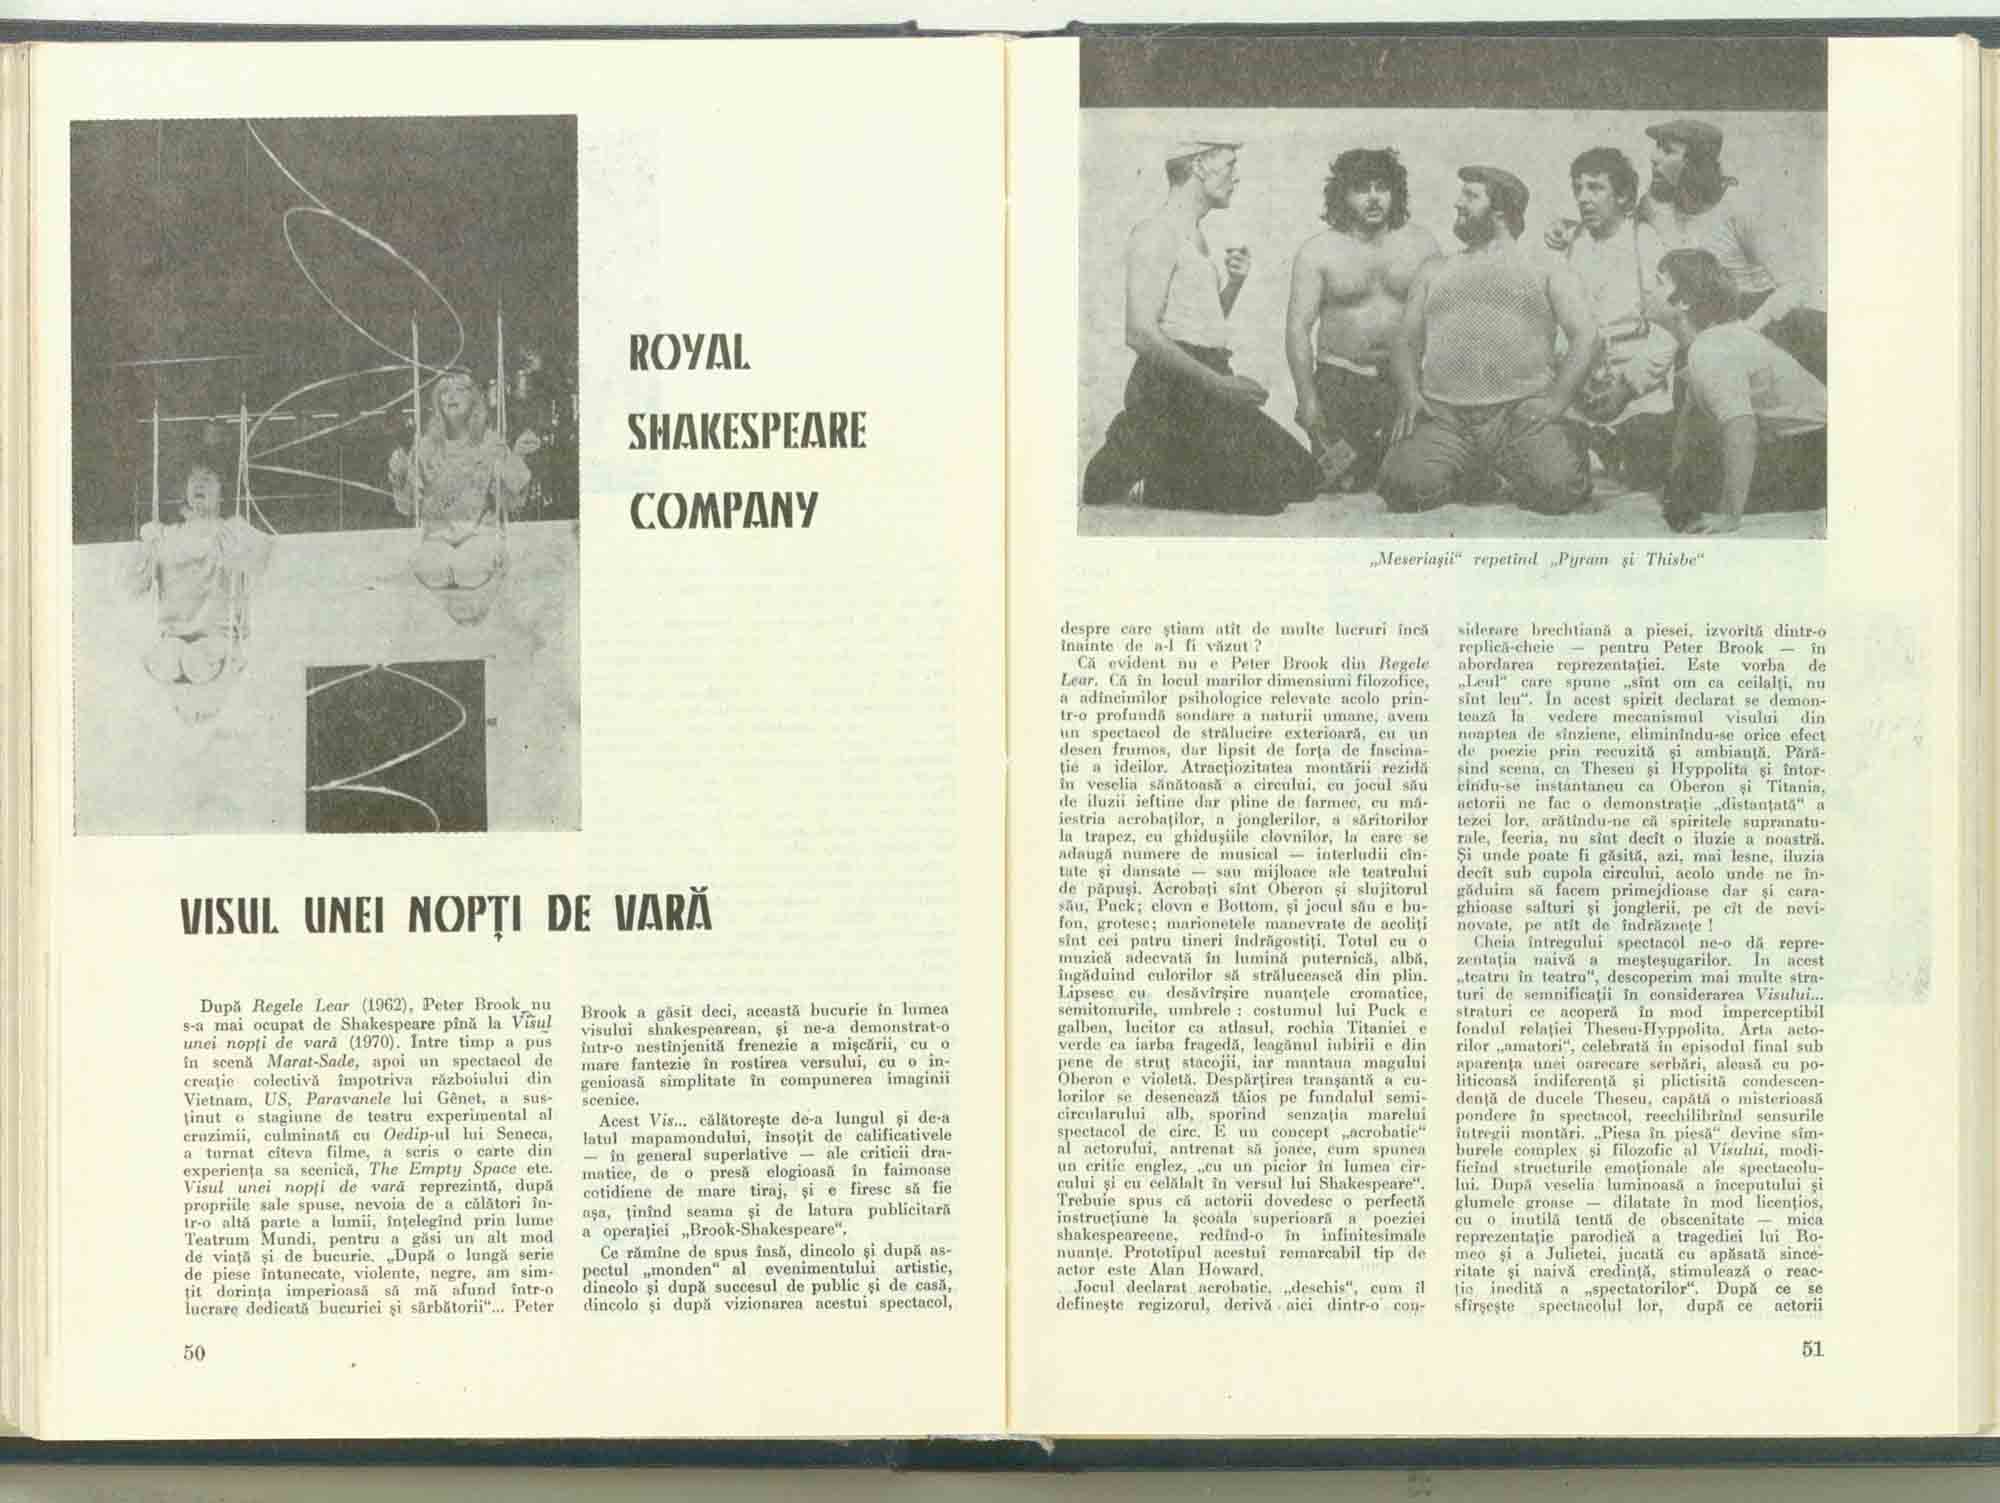 ROYAL
SHAKESPEARE
COMPANY
VISUL UNEI NOPȚI DE VARĂ
După Regele Lear (1962), Peter Brook nu
s-a mai ocupat de Shakespeare pînă la Visul
unei nopți de vară (1970). Între timp a pus
în scenă Marat-Sade, apoi un spectacol de
creație colectivă împotriva războiului din
Vietnam, US, Paravanele lui Gênet, a sus-
ținut o stagiune de teatru experimental al
cruzimii, culminată cu Oedip-ul lui Seneca,
a turnat cîteva filme, a scris o carte din
experiența sa scenică, The Empty Space etc.
Visul unei nopți de vară reprezintă, după
propriile sale spuse, nevoia de a călători în-
tr-o altă parte a lumii, înțelegînd prin lume
Teatrum Mundi, pentru a găsi un alt mod
de viață și de bucurie. „După o lungă serie
de piese întunecate, violente, negre, am sim-
țit dorința imperioasă să mă afund într-o
lucrare dedicată bucuriei și sărbătorii“... Peter
Brook a găsit deci, această bucurie în lumea
visului shakespearean, și ne-a demonstrat-o
într-o nestînjenită frenezie a mișcării, cu o
mare fantezie în rostirea versului, cu o in-
genioasă simplitate în compunerea imaginii
scenice.
Acest Vis... călătorește de-a lungul și de-a
latul mapamondului, însoțit de calificativele
— în general superlative — ale criticii dra-
matice, de o presă elogioasă în faimoase
cotidiene de mare tiraj, și e firesc să fie
așa, ținînd seama și de latura publicitară
a operației „Brook-Shakespeare“.
Ce rămîne de spus însă, dincolo și după as-
pectul „monden“ al evenimentului artistic,
dincolo și după succesul de public și de casă,
dincolo și după vizionarea acestui spectacol,
50
„Meseriașii“ repetînd „Pyram și Thisbe“
despre care știam atît de multe lucruri încă
înainte de a-l fi văzut ?
Că evident nu e Peter Brook din Regele
Lear. Că în locul marilor dimensiuni filozofice,
a adîncimilor psihologice relevate acolo prin-
tr-o profundă sondare a naturii umane, avem
un spectacol de strălucire exterioară, cu un
desen frumos, dar lipsit de forța de fascina-
ție a ideilor. Atracțiozitatea montării rezidă
în veselia sănătoasă a circului, cu jocul său
de iluzii ieftine dar pline de farmec, cu mă-
iestria acrobaților, a jonglerilor, a săritorilor
la trapez, cu ghidușiile clovnilor, la care se
adaugă numere de musical — interludii cîn-
tate și dansate — sau mijloace ale teatrului
de păpuși. Acrobați sînt Oberon și slujitorul
său, Puck; clovn e Bottom, și jocul său e bu-
fon, grotesc; marionetele manevrate de acoliți
sînt cei patru tineri îndrăgostiți. Totul cu o
muzică adecvată în lumină puternică, albă,
îngăduind culorilor să strălucească din plin.
Lipsesc cu desăvîrșire nuanțele cromatice,
semitonurile, umbrele : costumul lui Puck e
galben, lucitor ca atlasul, rochia Titaniei e
verde ca iarba fragedă, leagănul iubirii e din
pene de struț stacojii, iar mantaua magului
Oberon e violetă. Despărțirea tranșantă a cu-
lorilor se desenează tăios pe fundalul semi-
circularului alb, sporind senzația marelui
spectacol de circ. E un concept „acrobatic“
al actorului, antrenat să joace, cum spunea
un critic englez, „cu un picior în lumea cir-
cului și cu celălalt în versul lui Shakespeare“.
Trebuie spus că actorii dovedesc o perfectă
instrucțiune la școala superioară a poeziei
shakespeareene, redînd-o în infinitesimale
nuanțe. Prototipul acestui remarcabil tip de
actor este Alan Howard.
Jocul declarat acrobatic, „deschis“, cum îl
definește regizorul, derivă aici dintr-o con-
siderare brechtiană a piesei, izvorîtă dintr-o
replică-cheie — pentru Peter Brook — în
abordarea reprezentației. Este vorba de
„Leul“ care spune „sînt om ca ceilalți, nu
sînt leu“. În acest spirit declarat se demon-
tează la vedere mecanismul visului din
noaptea de sînziene, eliminîndu-se orice efect
de poezie prin recuzită și ambianță. Pără-
sind scena, ca Theseu și Hyppolita și întor-
cîndu-se instantaneu ca Oberon și Titania,
actorii ne fac o demonstrație „distanțată“ a
tezei lor, arătîndu-ne că spiritele supranatu-
rale, feeria, nu sînt decît o iluzie a noastră.
Și unde poate fi găsită, azi, mai lesne, iluzia
decît sub cupola circului, acolo unde ne în-
găduim să facem primejdioase dar și cara-
ghioase salturi și jonglerii, pe cît de nevi-
novate, pe atît de îndrăznețe !
Cheia întregului spectacol ne-o dă repre-
zentația naivă a meșteșugarilor. In acest
„teatru în teatru“, descoperim mai multe stra-
turi de semnificații în considerarea Visului...
straturi ce acoperă în mod imperceptibil
fondul relației Theseu-Hyppolita. Arta acto-
rilor „amatori“, celebrată în episodul final sub
aparența unei oarecare serbări, aleasă cu po-
liticoasă indiferență și plictisită condescen-
dență de ducele Theseu, capătă o misterioasă
pondere în spectacol, reechilibrînd sensurile
întregii montări. „Piesa în piesă“ devine sîm-
burele complex și filozofic al Visului, modi-
ficînd structurile emoționale ale spectacolu-
lui. După veselia luminoasă a începutului și
glumele groase — dilatate în mod licențios,
cu o inutilă tentă de obscenitate — mica
reprezentație parodică a tragediei lui Ro-
meo și a Julietei, jucată cu apăsată since-
ritate și naivă credință, stimulează o reac-
ție inedită a „spectatorilor“. După ce se
sfîrșește spectacolul lor, după ce actorii
51